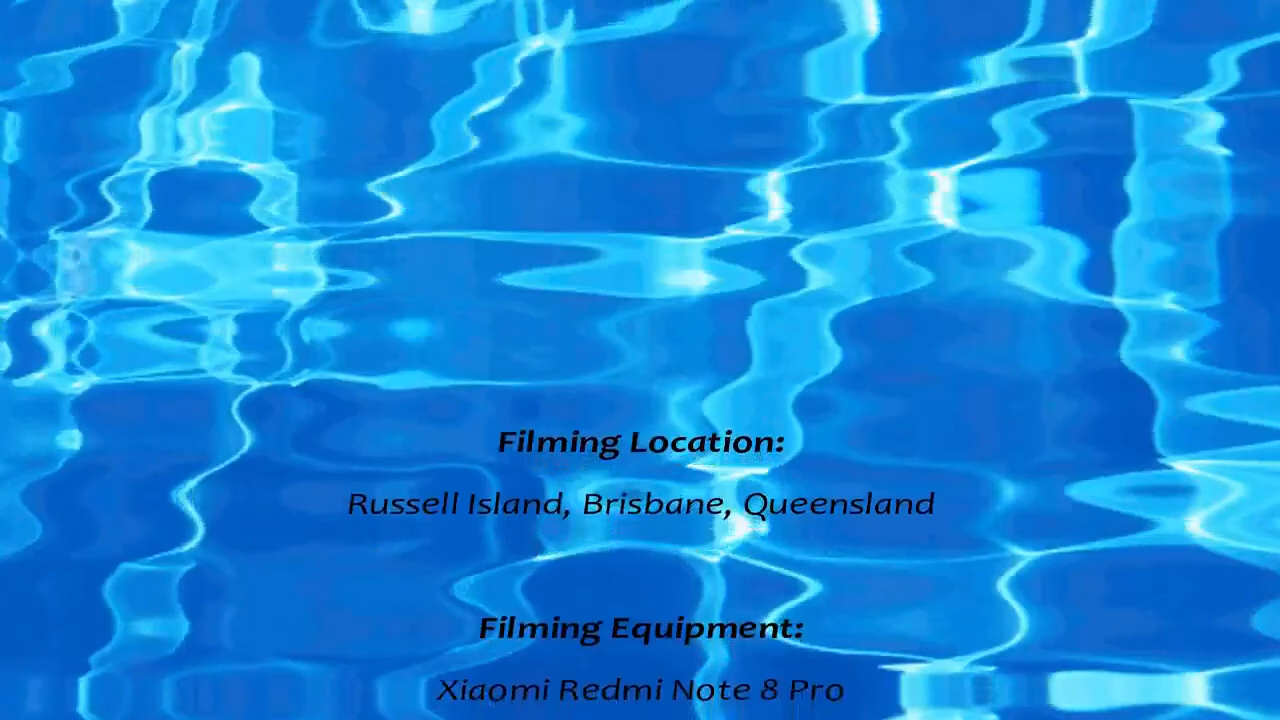 Filming Location:
Russell Island, Brisbane, Queensland
Filming Equipment:
Xiaomi Redmi Note 8 Pro